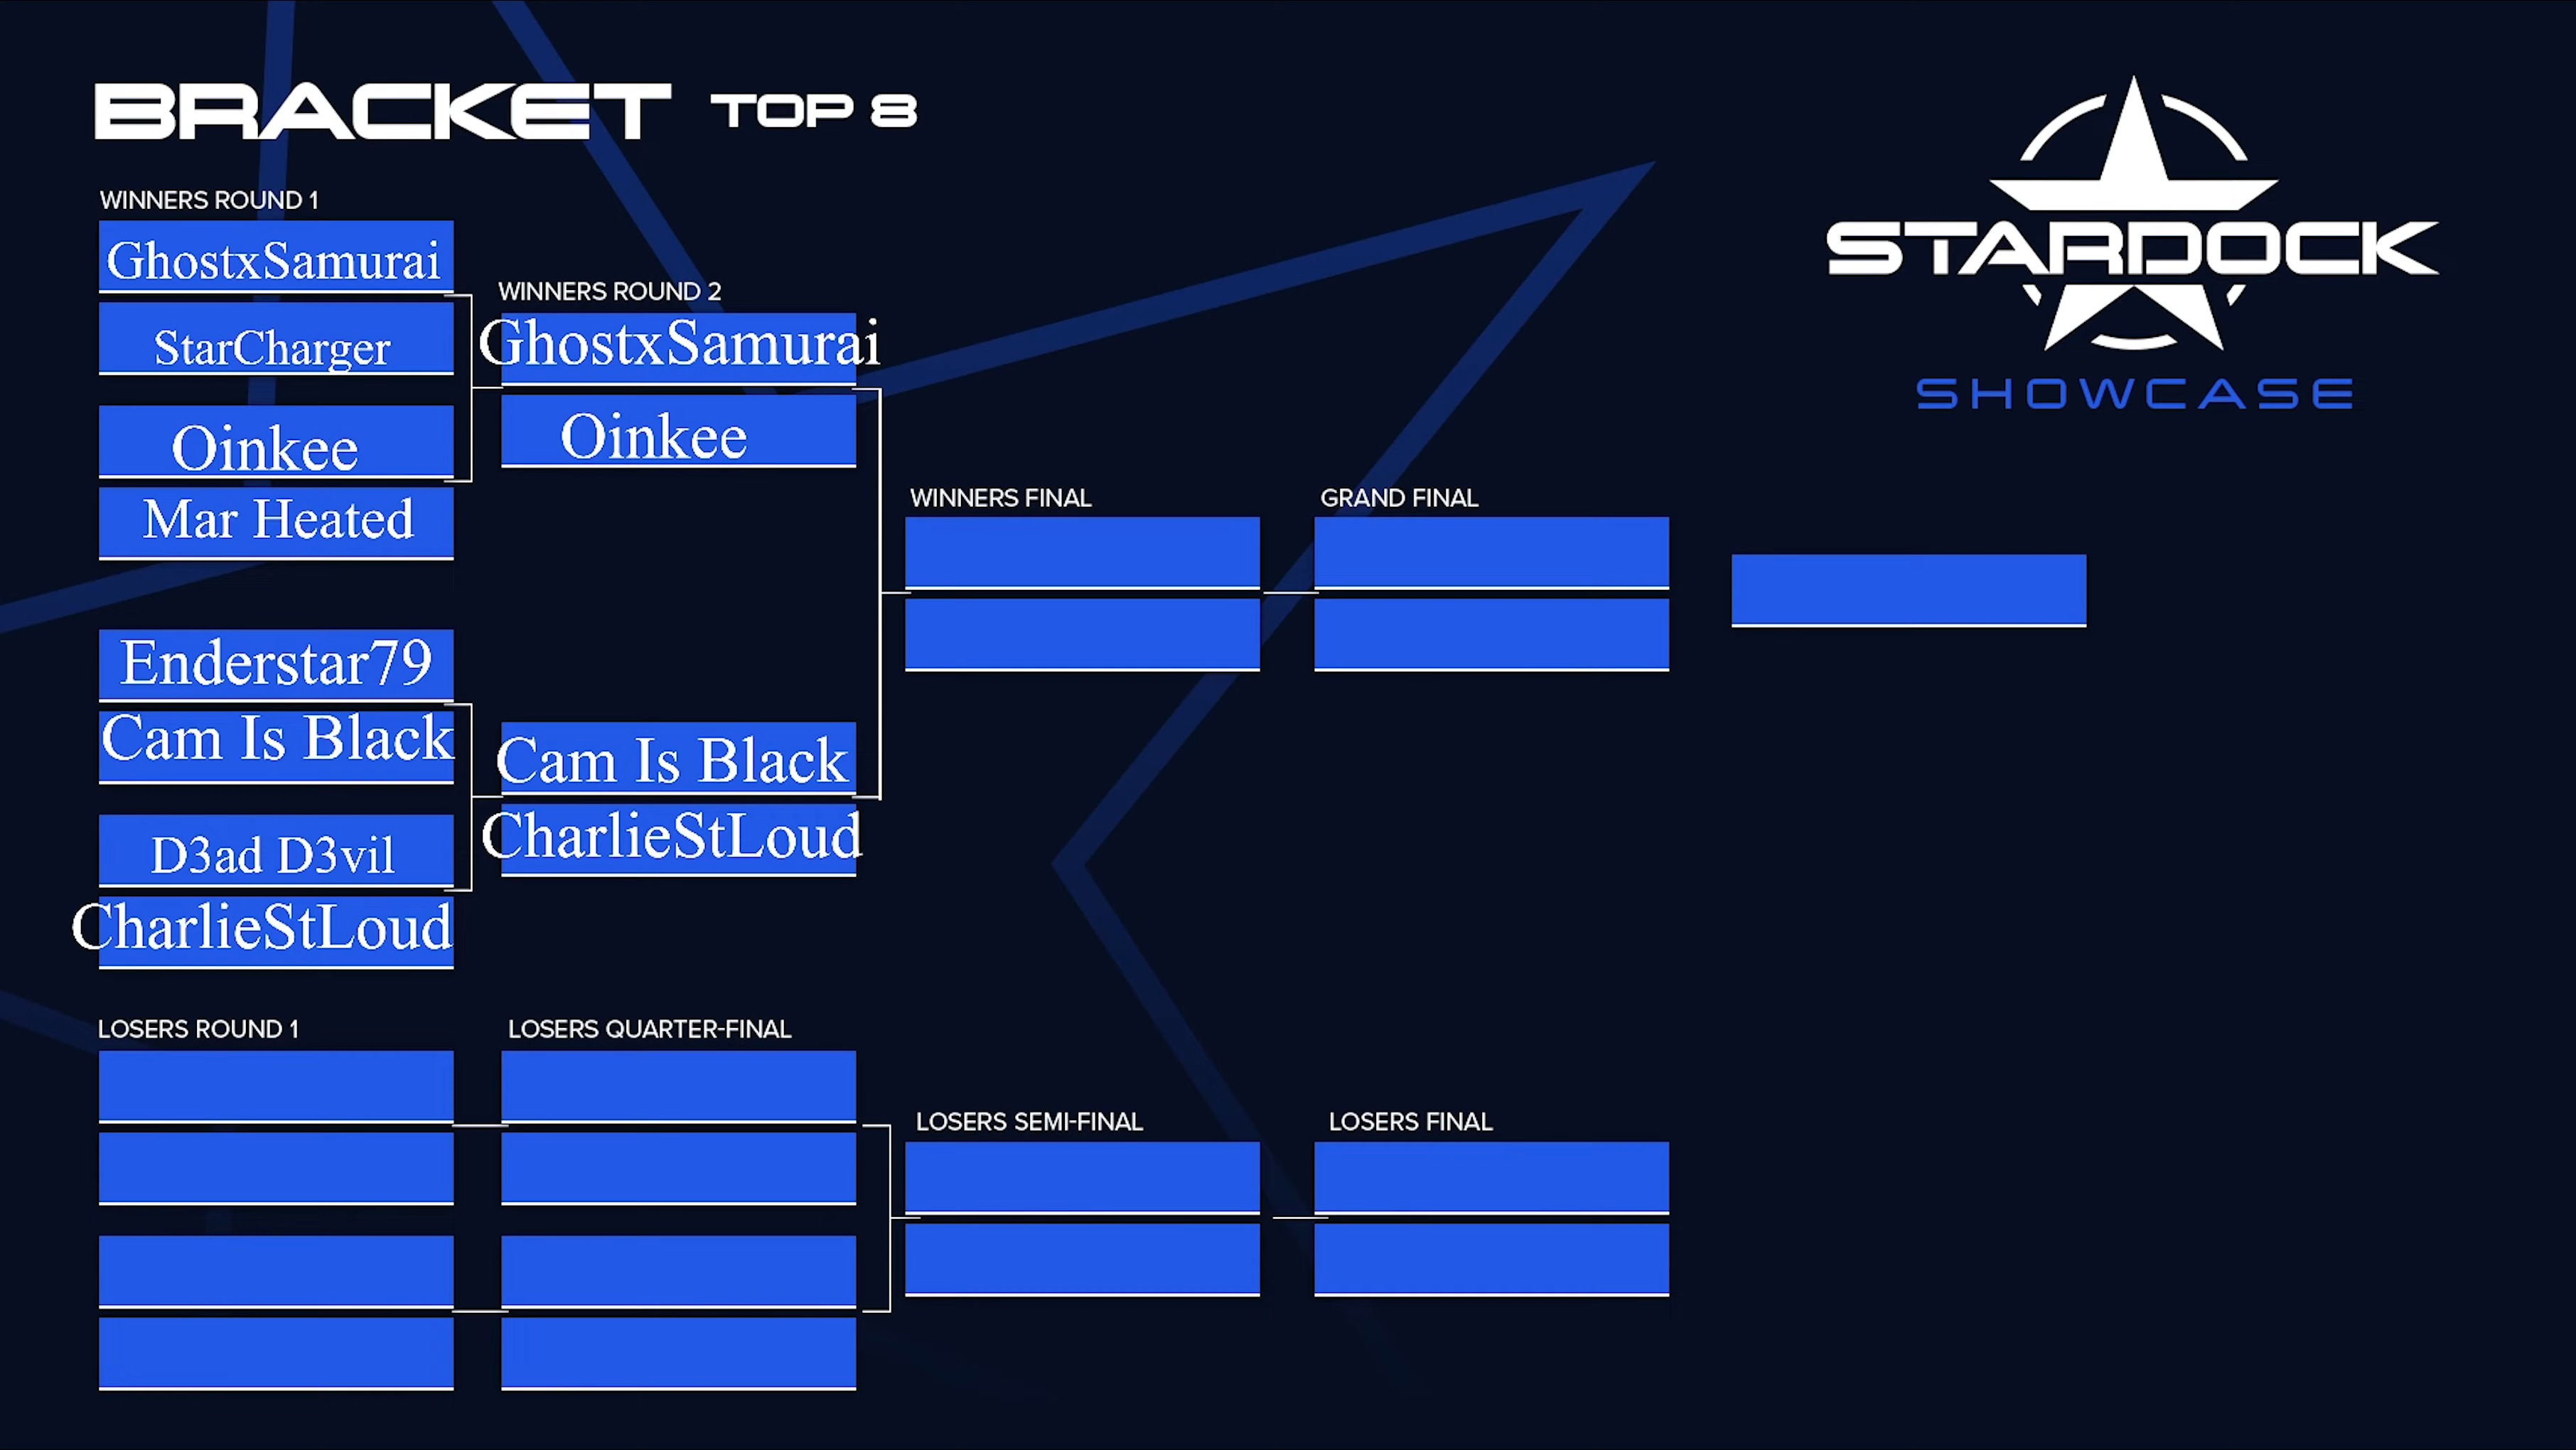 BRACKET TOP 8
WINNERS ROUND 1
GhostxSamurai
StarCharger
Oinkee
Mar Heated
Enderstar79
Cam Is Black
D3ad D3vil
CharlieStLoud
WINNERS ROUND 2
GhostxSamurai
Oinkee
Cam Is Black
CharlieStLoud
WINNERS FINAL
GRAND FINAL
STARDOCK
SHOWCASE
LOSERS ROUND 1
LOSERS QUARTER-FINAL
LOSERS SEMI-FINAL
LOSERS FINAL